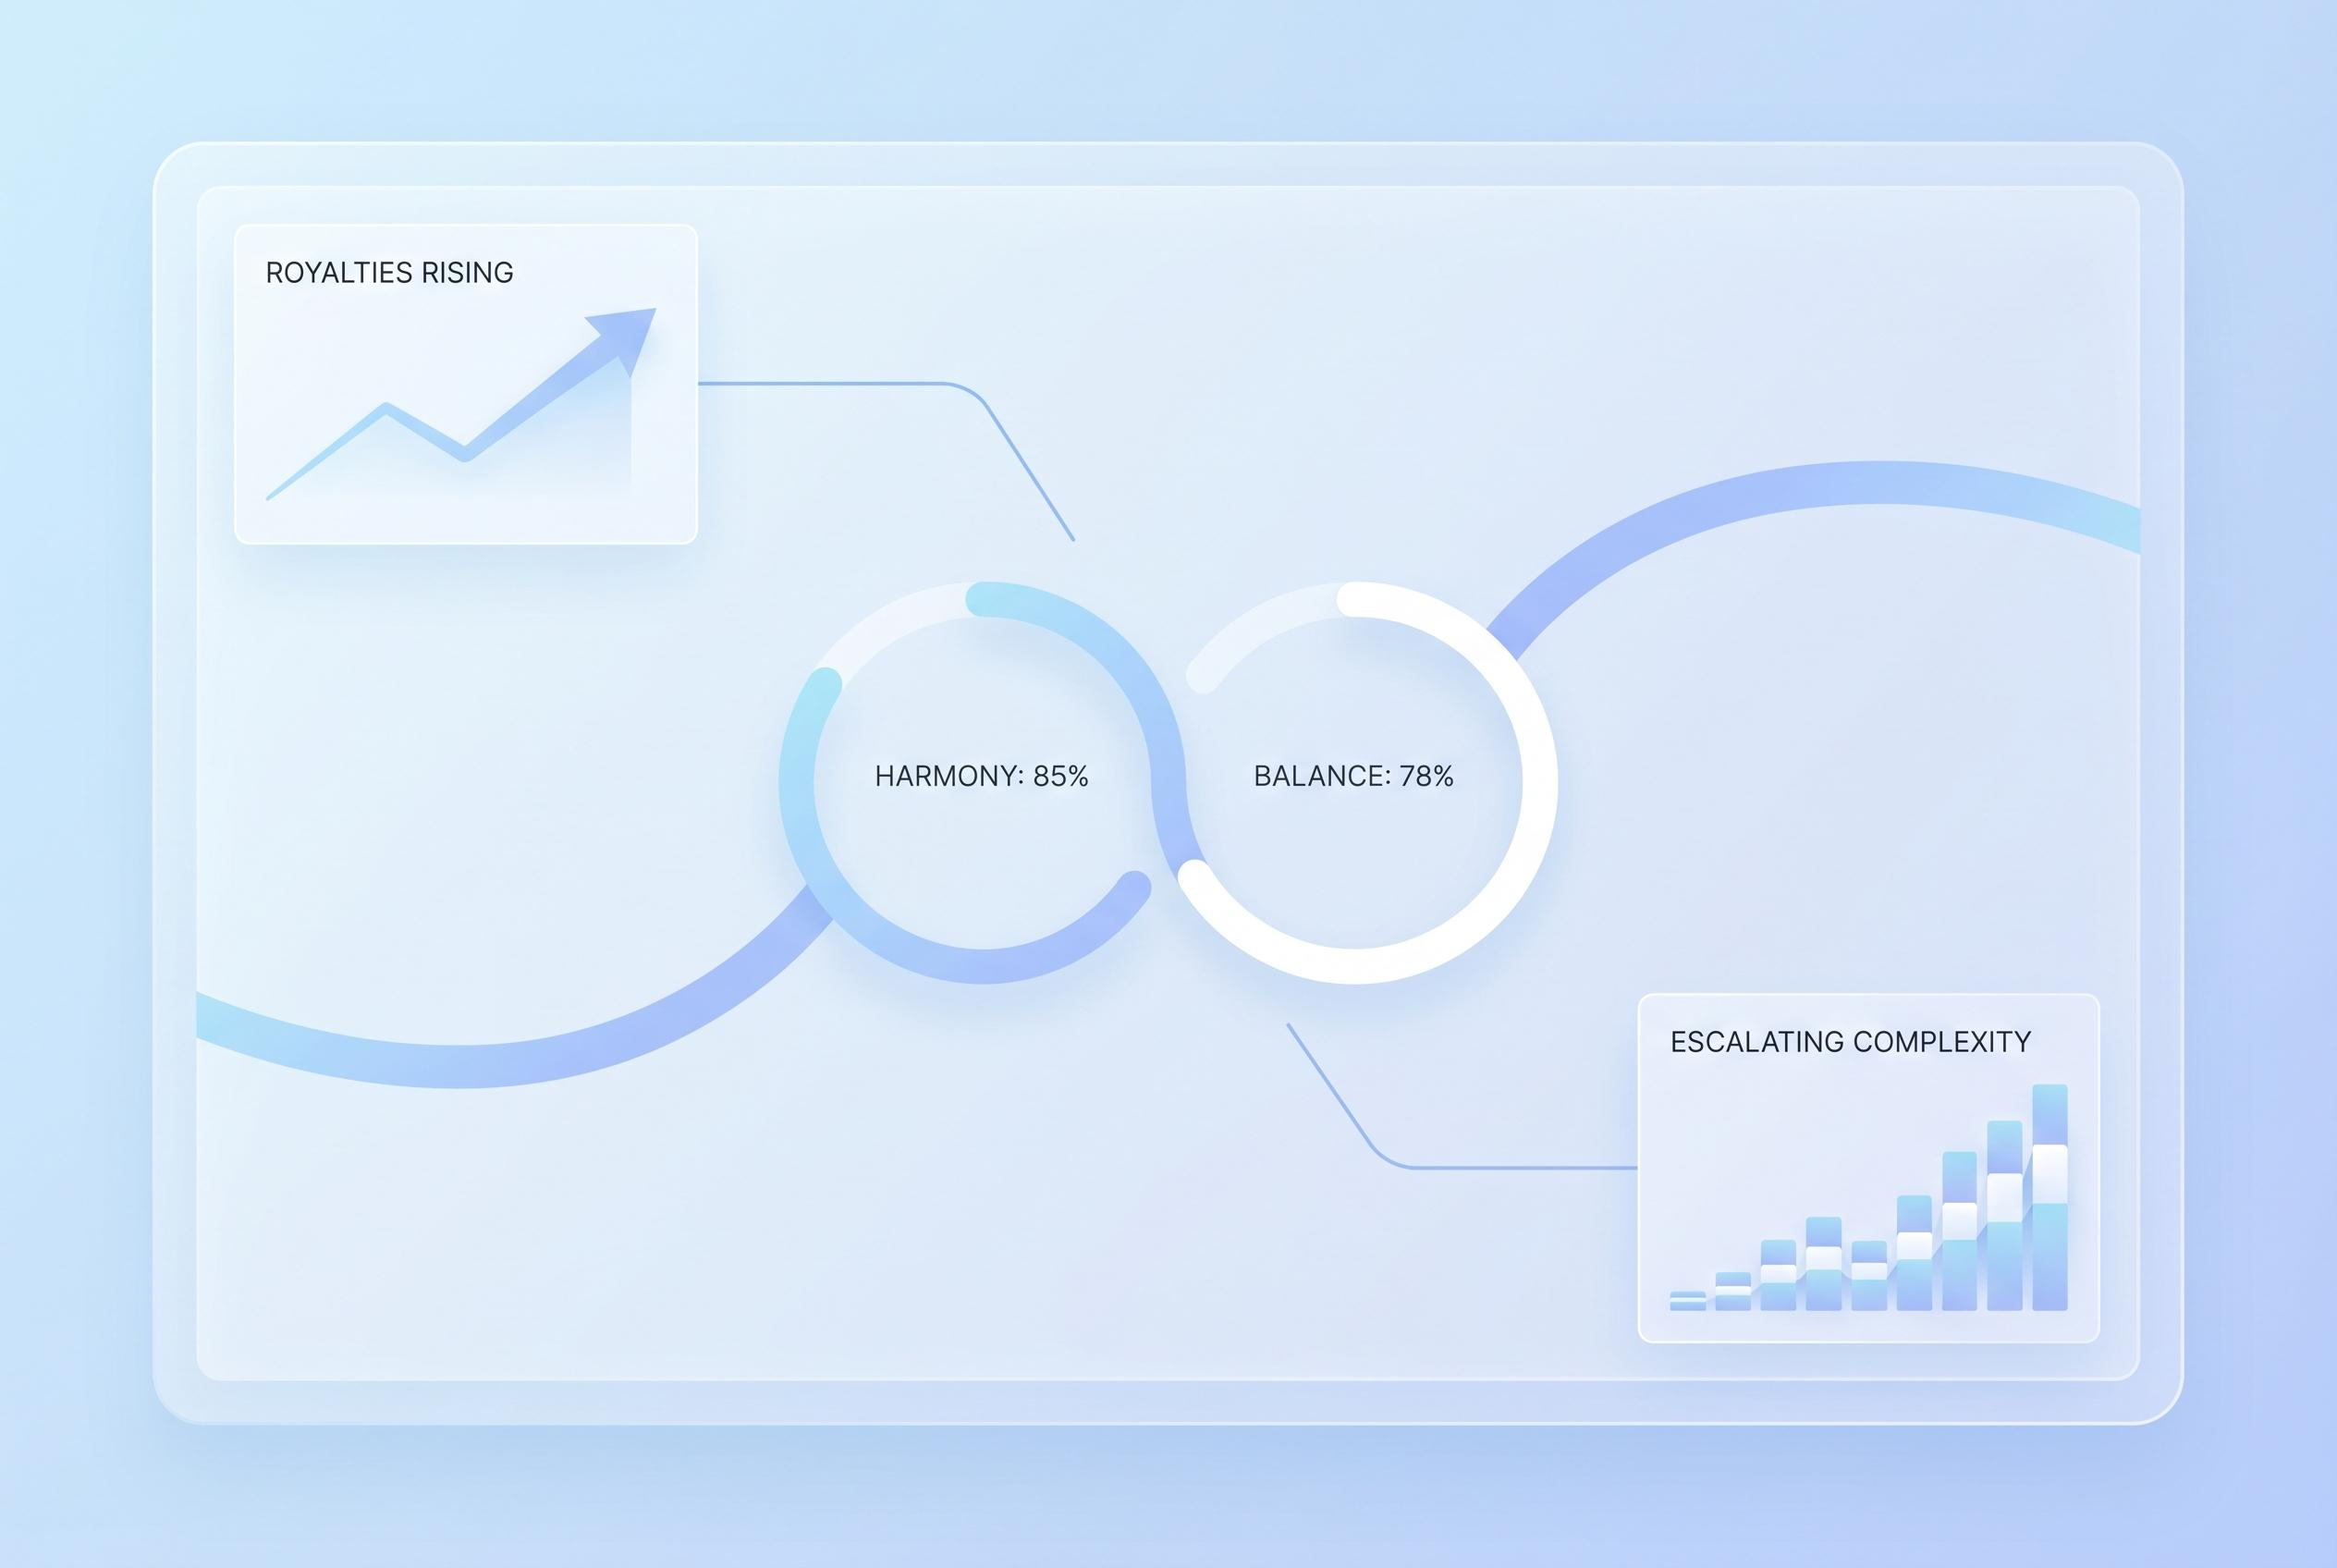 ROYALTIES RISING
HARMONY: 85%
BALANCE: 78%
ESCALATING COMPLEXITY